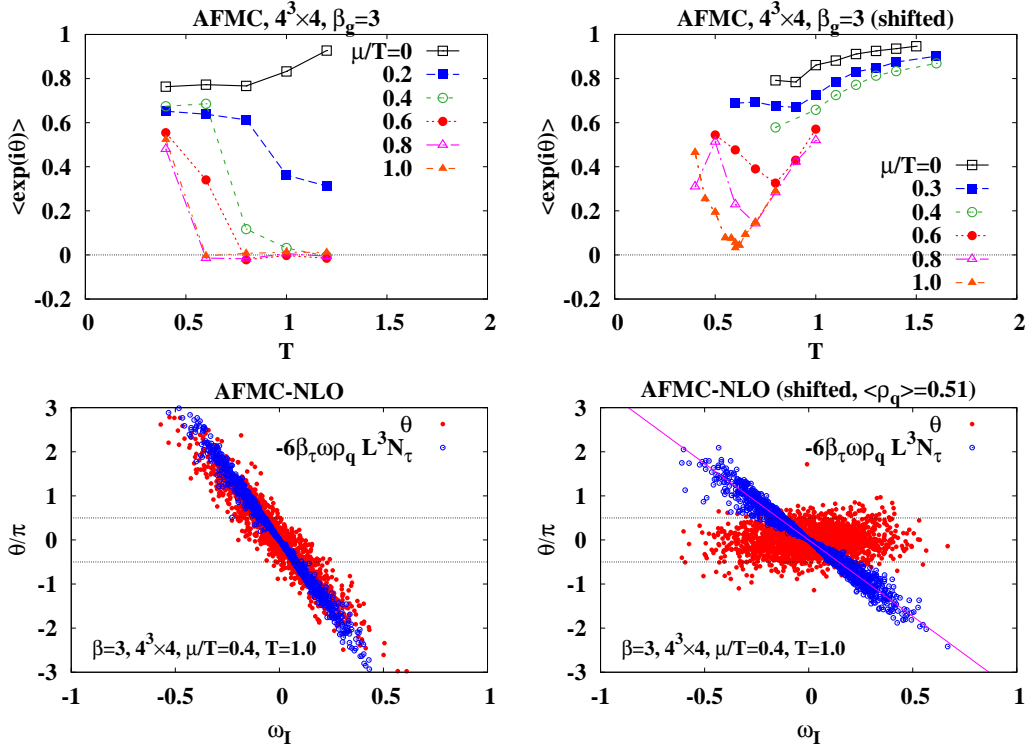 AFMC, 4³×4, β_g=3
<exp(iθ)>
1
0.8
0.6
0.4
0.2
0
-0.2
μ/T=0
0.2
0.4
0.6
0.8
1.0
0
0.5
1
1.5
2
T
AFMC, 4³×4, β_g=3 (shifted)
<exp(iθ)>
1
0.8
0.6
0.4
0.2
0
-0.2
μ/T=0
0.3
0.4
0.6
0.8
1.0
0
0.5
1
1.5
2
T
AFMC-NLO
θ/π
3
2
1
0
-1
-2
-3
θ
-6β_τωρ_q L³N_τ
β=3, 4³×4, μ/T=0.4, T=1.0
-1
-0.5
0
0.5
1
ω_I
AFMC-NLO (shifted, <ρ_q>=0.51)
θ/π
3
2
1
0
-1
-2
-3
θ
-6β_τωρ_q L³N_τ
β=3, 4³×4, μ/T=0.4, T=1.0
-1
-0.5
0
0.5
1
ω_I